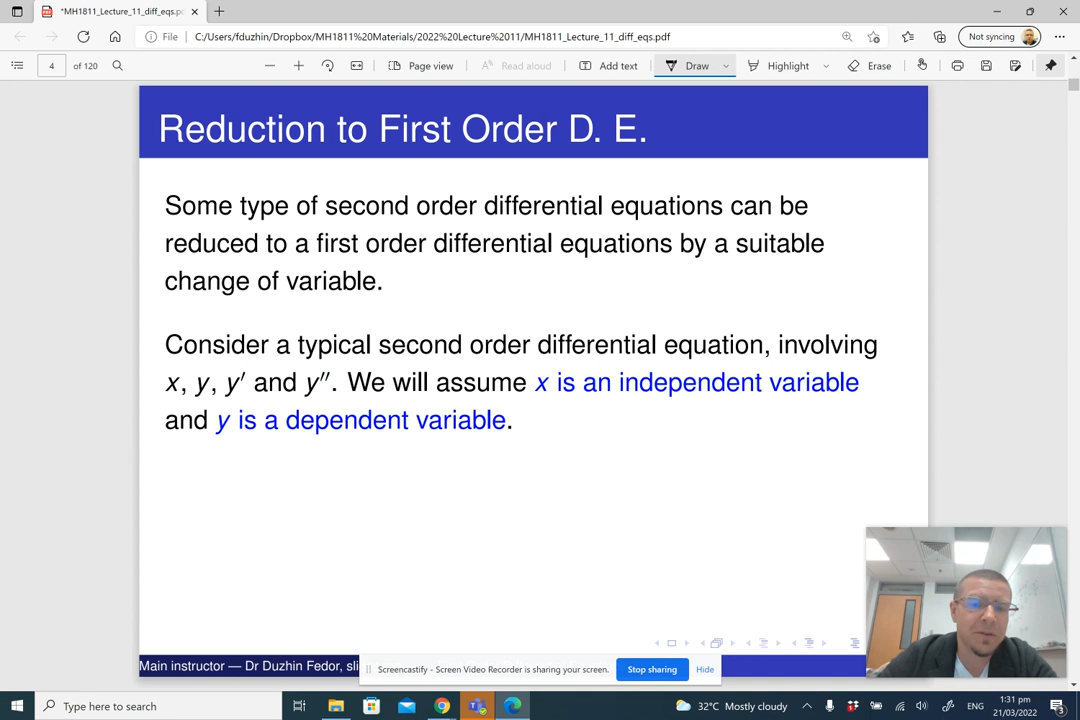 *MH1811_Lecture_11_diff_eqs.pd
File
C:/Users/fduzhin/Dropbox/MH1811%20Materials/2022%20Lecture%2011/MH1811_Lecture_11_diff_eqs.pdf
Not syncing
4 of 120
Page view
Read aloud
Add text
Draw
Highlight
Erase
Reduction to First Order D. E.
Some type of second order differential equations can be
reduced to a first order differential equations by a suitable
change of variable.
Consider a typical second order differential equation, involving
x, y, y′ and y″. We will assume x is an independent variable
and y is a dependent variable.
Main instructor — Dr Duzhin Fedor, sli
Screencastify - Screen Video Recorder is sharing your screen.
Stop sharing
Hide
Type here to search
32°C Mostly cloudy
ENG
1:31 pm
21/03/2022
3